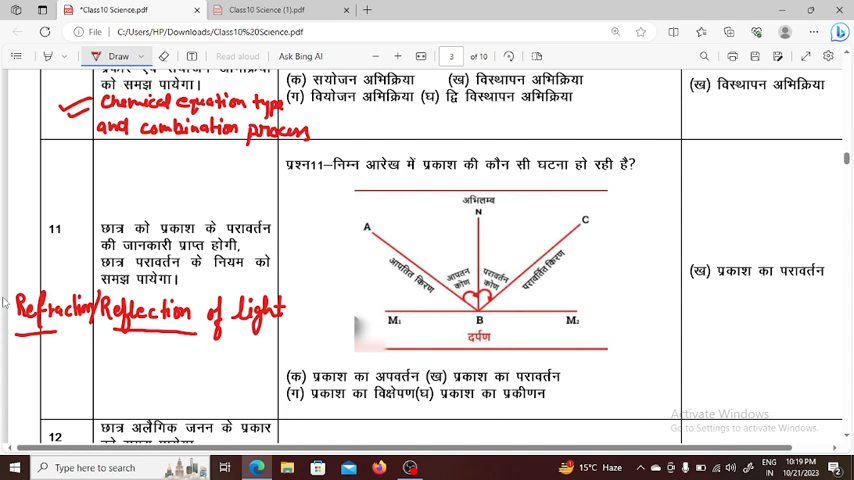 *Class10 Science.pdf
Class10 Science (1).pdf
C:/Users/HP/Downloads/Class10%20Science.pdf
Draw
Read aloud
Ask Bing AI
3 of 10
को समझ पायेगा।
Chemical equation type
and combination process
(क) सयोजन अभिक्रिया (ख) विस्थापन अभिक्रिया
(ग) वियोजन अभिक्रिया (घ) द्वि विस्थापन अभिक्रिया
(ख) विस्थापन अभिक्रिया
11
छात्र को प्रकाश के परावर्तन
की जानकारी प्राप्त होगी,
छात्र परावर्तन के नियम को
समझ पायेगा।
Refraction/Reflection of light
प्रश्न11–निम्न आरेख में प्रकाश की कौन सी घटना हो रही है?
अभिलम्ब
N
A
C
आपतित किरण
आपतन कोण
परावर्तन कोण
परावर्तित किरण
M1
B
M2
दर्पण
(क) प्रकाश का अपवर्तन (ख) प्रकाश का परावर्तन
(ग) प्रकाश का विक्षेपण(घ) प्रकाश का प्रकीणन
(ख) प्रकाश का परावर्तन
12
छात्र अलैगिक जनन के प्रकार
Activate Windows
Go to Settings to activate Windows.
Type here to search
15°C Haze
ENG
IN
10:19 PM
10/21/2023
2